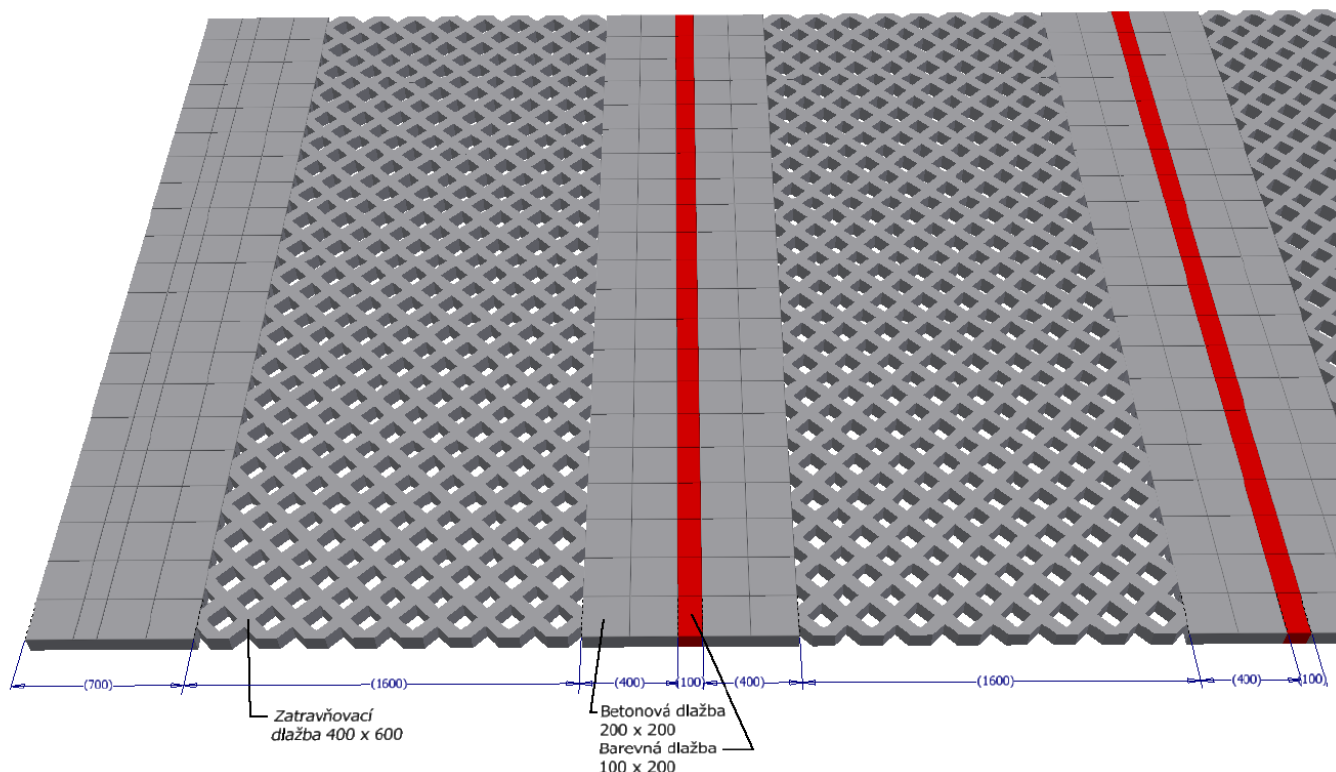 (700) (1600) (400) (100) (400) (1600) (400) (100)
Zatravňovací
dlažba 400 x 600
Betonová dlažba
200 x 200
Barevná dlažba
100 x 200